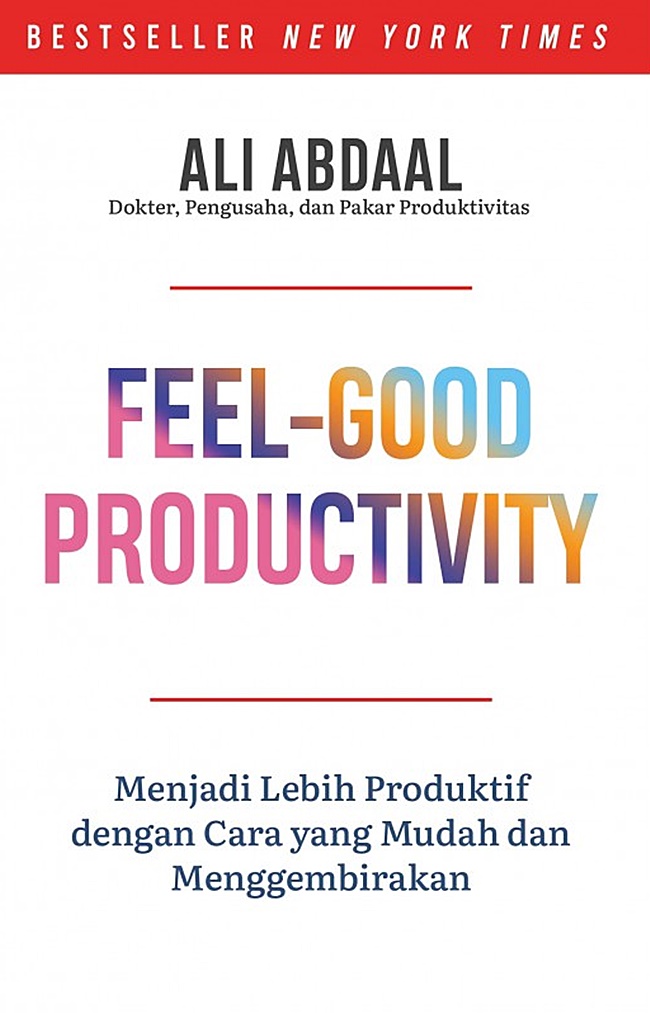 BESTSELLER NEW YORK TIMES
ALI ABDAAL
Dokter, Pengusaha, dan Pakar Produktivitas
FEEL-GOOD
PRODUCTIVITY
Menjadi Lebih Produktif
dengan Cara yang Mudah dan
Menggembirakan